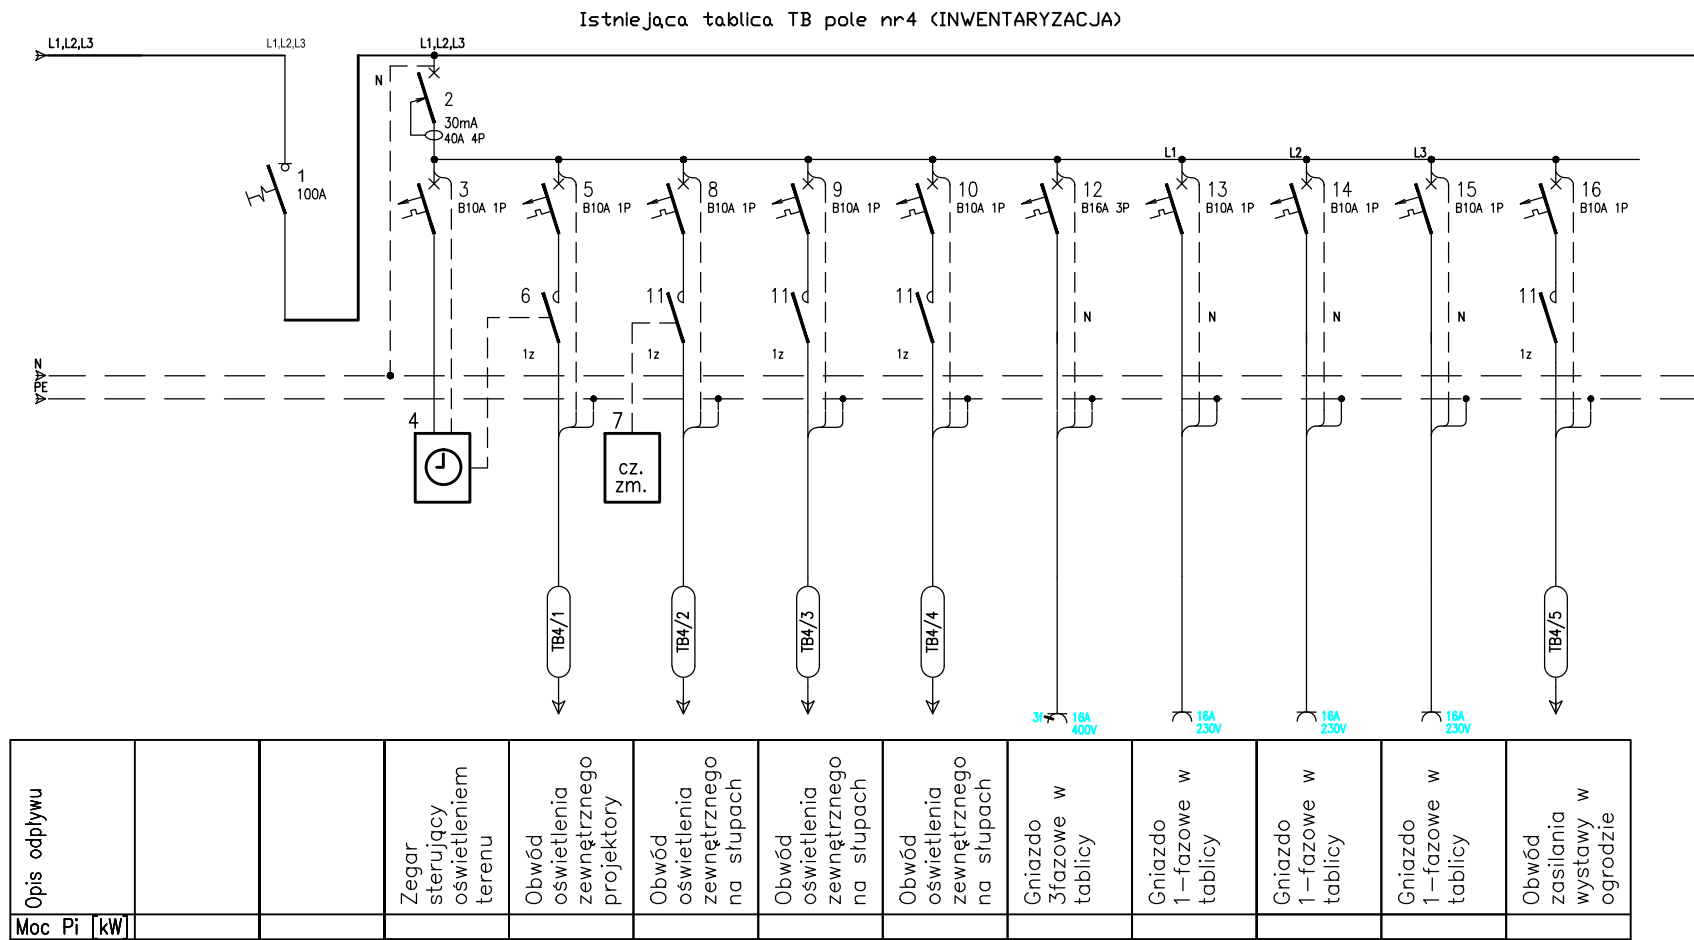 Istniejąca tablica TB pole nr4 (INWENTARYZACJA)
L1,L2,L3
L1,L2,L3
L1,L2,L3
N
2
30mA
40A 4P
1
100A
L1
L2
L3
3
B10A 1P
5
B10A 1P
8
B10A 1P
9
B10A 1P
10
B10A 1P
12
B16A 3P
13
B10A 1P
14
B10A 1P
15
B10A 1P
16
B10A 1P
6
11
11
11
11
N
N
N
N
1z
1z
1z
1z
1z
N
PE
4
7
cz.
zm.
TB4/1
TB4/2
TB4/3
TB4/4
TB4/5
3f
16A
400V
16A
230V
16A
230V
16A
230V
Opis odpływu
Zegar
sterujący
oświetleniem
terenu
Obwód
oświetlenia
zewnętrznego
projektory
Obwód
oświetlenia
zewnętrznego
na słupach
Obwód
oświetlenia
zewnętrznego
na słupach
Obwód
oświetlenia
zewnętrznego
na słupach
Gniazdo
3fazowe w
tablicy
Gniazdo
1-fazowe w
tablicy
Gniazdo
1-fazowe w
tablicy
Gniazdo
1-fazowe w
tablicy
Obwód
zasilania
wystawy w
ogrodzie
Moc Pi [kW]